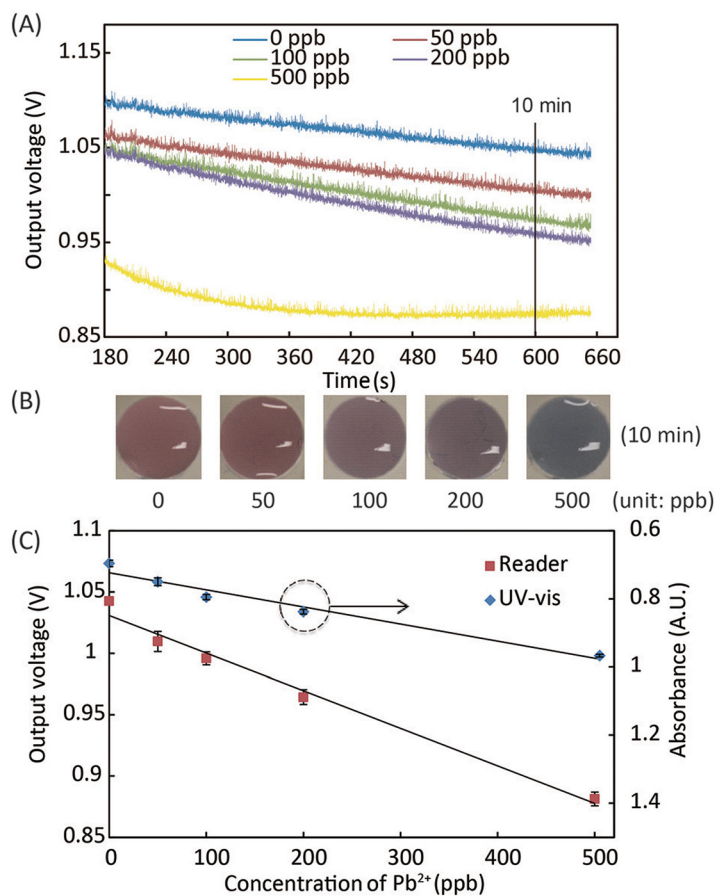 (A)
0 ppb 50 ppb
100 ppb 200 ppb
500 ppb
10 min
Output voltage (V)
1.15
1.05
0.95
0.85
180 240 300 360 420 480 540 600 660
Time (s)
(B)
(10 min)
0 50 100 200 500 (unit: ppb)
(C)
Reader
UV-vis
Output voltage (V)
1.1
1.05
1
0.95
0.9
0.85
0.6
0.8
1
1.2
1.4
Absorbance (A.U.)
0 100 200 300 400 500
Concentration of Pb²⁺ (ppb)